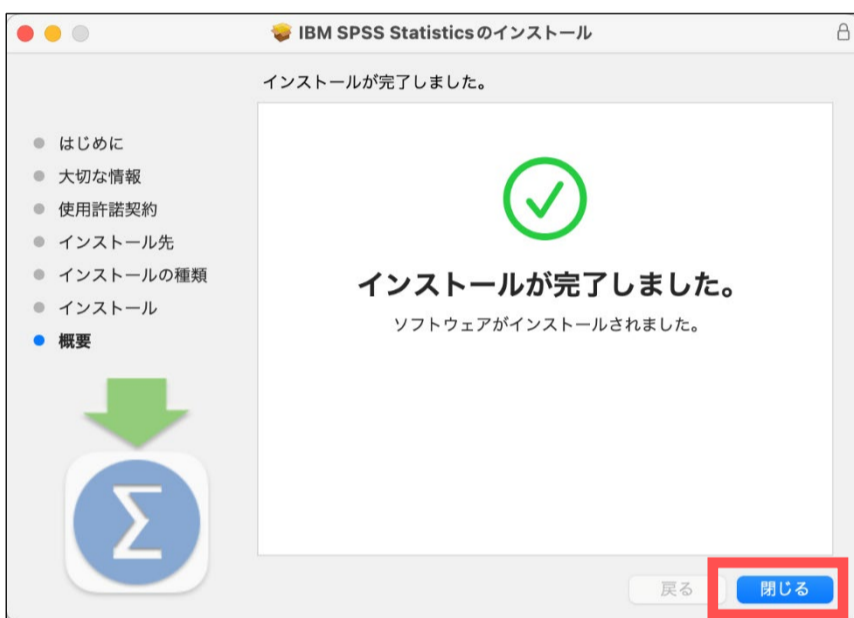 IBM SPSS Statisticsのインストール
インストールが完了しました。
はじめに
大切な情報
使用許諾契約
インストール先
インストールの種類
インストール
概要
インストールが完了しました。
ソフトウェアがインストールされました。
Σ
戻る
閉じる